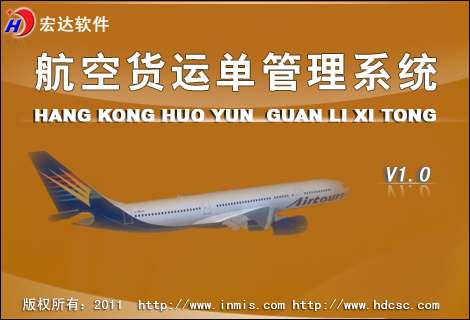 宏达软件
航空货运单管理系统
HANG KONG HUO YUN  GUAN LI XI TONG
V1.0
Airtours
版权所有：2011  http://www.inmis.com http://www.hdcsc.com